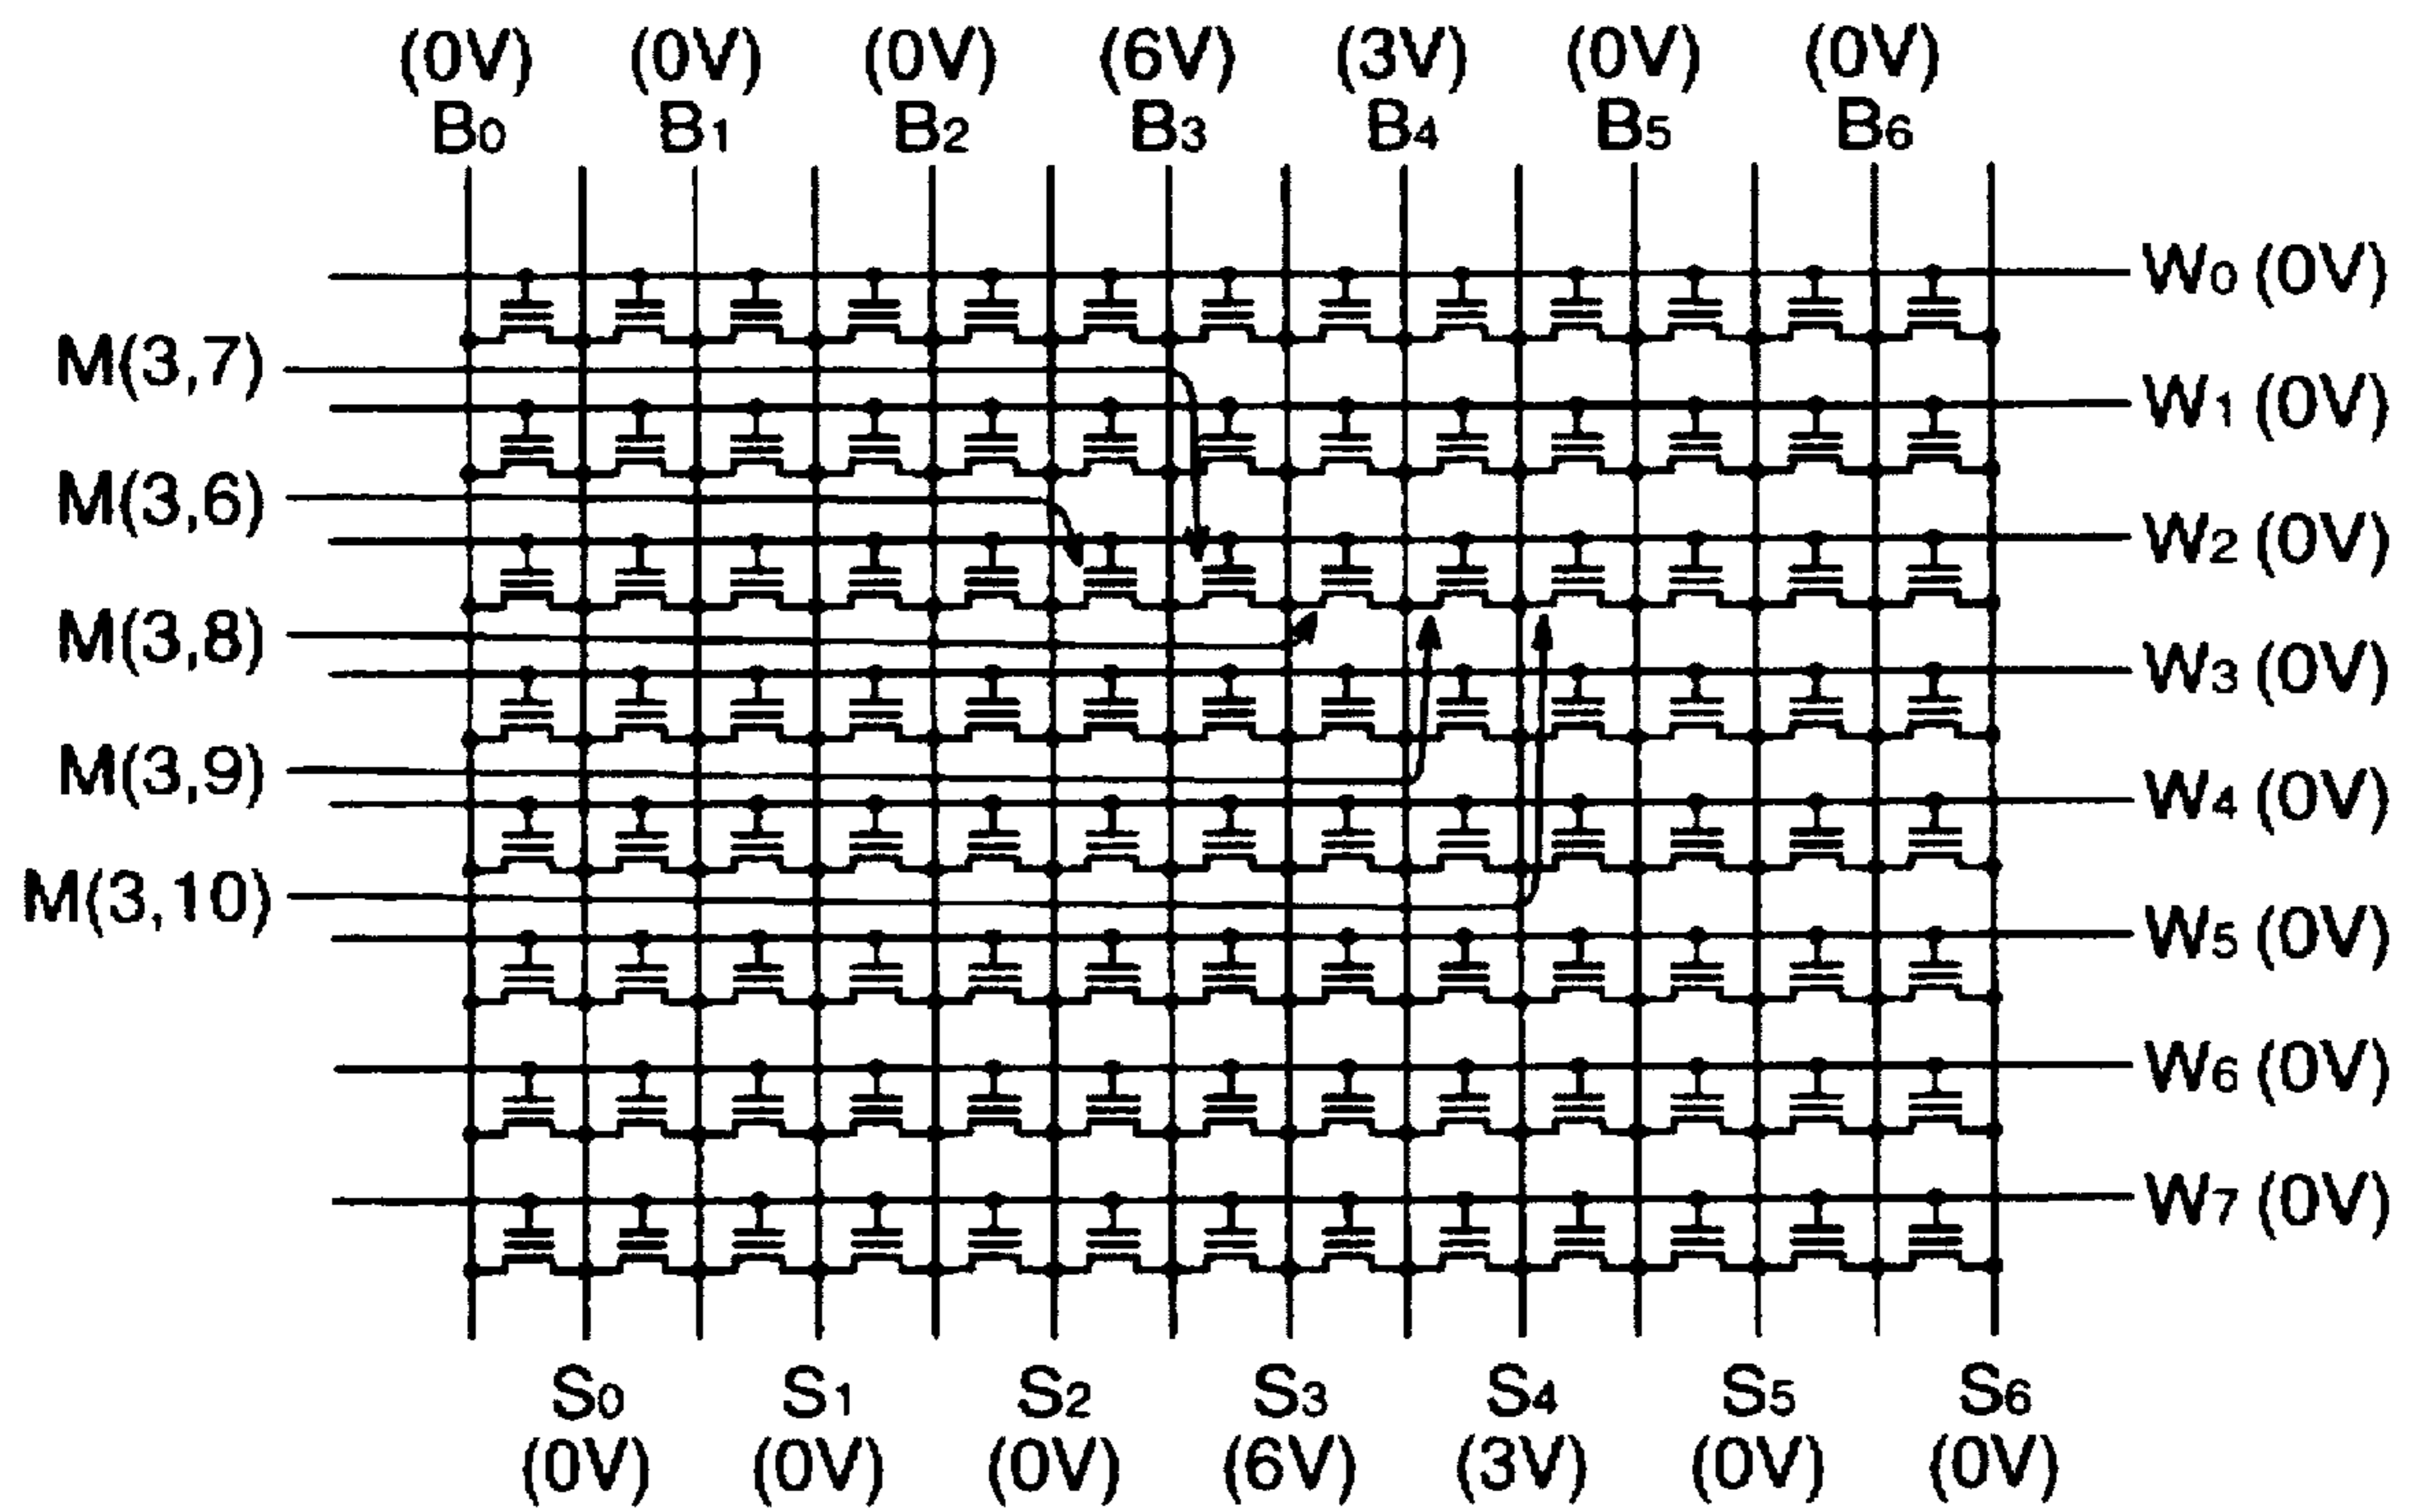 (0V) (0V) (0V) (6V) (3V) (0V) (0V)
B0 B1 B2 B3 B4 B5 B6
W0 (0V)
M(3,7)
W1 (0V)
M(3,6)
W2 (0V)
M(3,8)
W3 (0V)
M(3,9)
W4 (0V)
M(3,10)
W5 (0V)
W6 (0V)
W7 (0V)
S0 S1 S2 S3 S4 S5 S6
(0V) (0V) (0V) (6V) (3V) (0V) (0V)